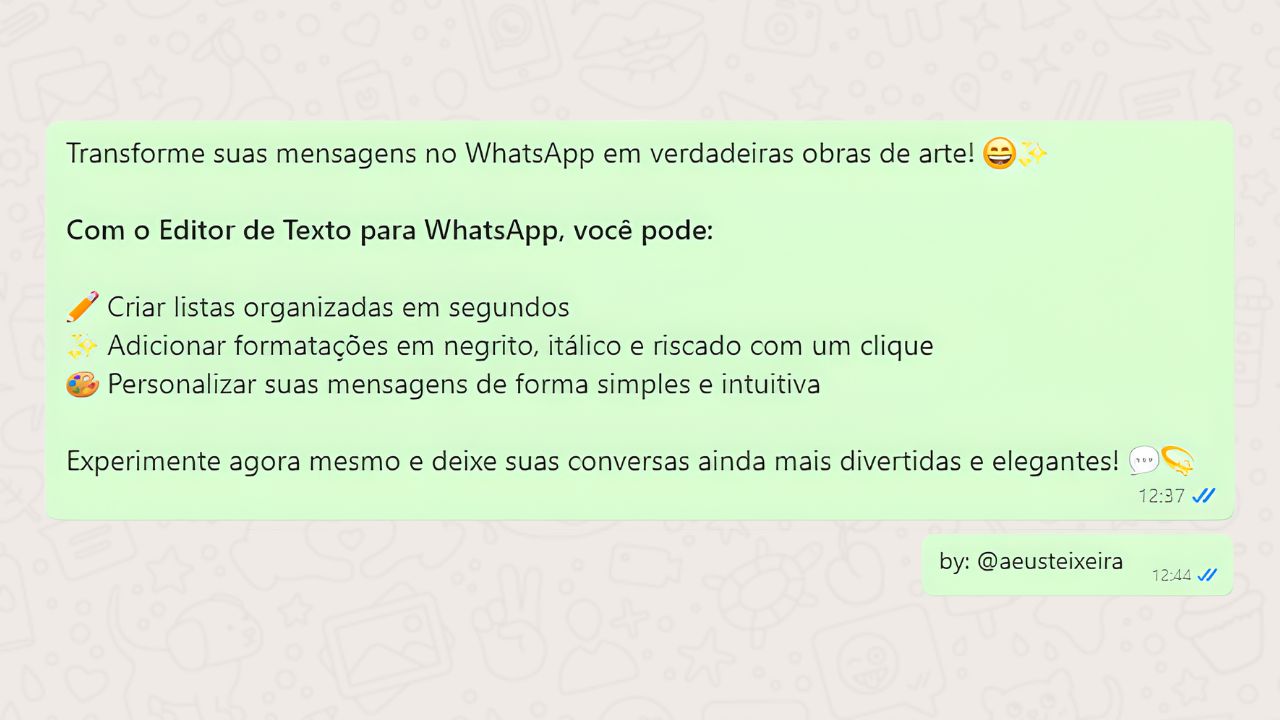 Transforme suas mensagens no WhatsApp em verdadeiras obras de arte! 😄✨
Com o Editor de Texto para WhatsApp, você pode:
✏️ Criar listas organizadas em segundos
✨ Adicionar formatações em negrito, itálico e riscado com um clique
🎨 Personalizar suas mensagens de forma simples e intuitiva
Experimente agora mesmo e deixe suas conversas ainda mais divertidas e elegantes! 💬💫
12:37
by: @aeusteixeira
12:44